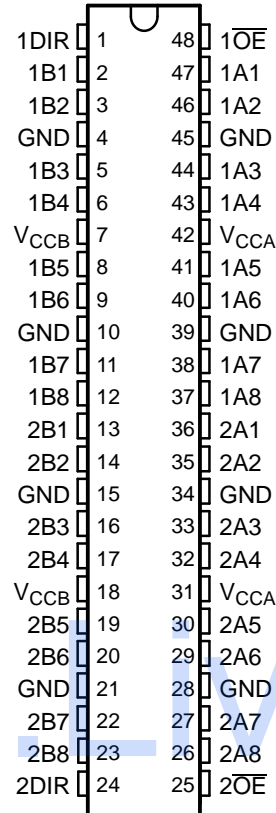 1DIR 1 48 1O̅E̅
1B1 2 47 1A1
1B2 3 46 1A2
GND 4 45 GND
1B3 5 44 1A3
1B4 6 43 1A4
VCCB 7 42 VCCA
1B5 8 41 1A5
1B6 9 40 1A6
GND 10 39 GND
1B7 11 38 1A7
1B8 12 37 1A8
2B1 13 36 2A1
2B2 14 35 2A2
GND 15 34 GND
2B3 16 33 2A3
2B4 17 32 2A4
VCCB 18 31 VCCA
2B5 19 30 2A5
2B6 20 29 2A6
GND 21 28 GND
2B7 22 27 2A7
2B8 23 26 2A8
2DIR 24 25 2O̅E̅